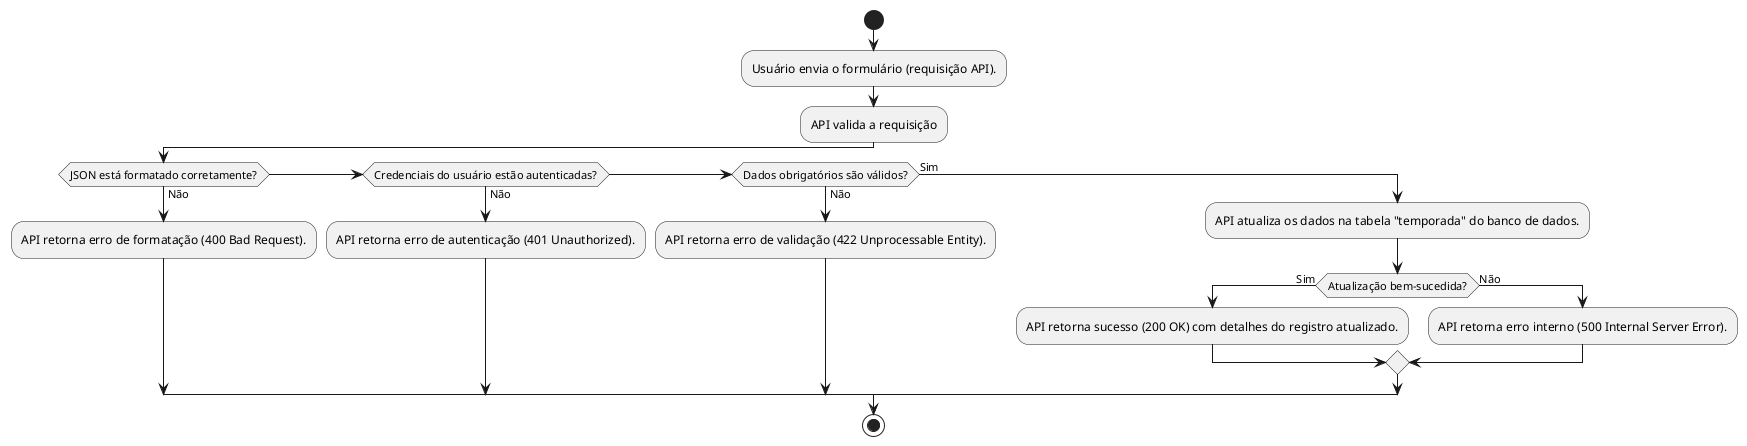 Usuário envia o formulário (requisição API).
API valida a requisição
JSON está formatado corretamente?
Credenciais do usuário estão autenticadas?
Dados obrigatórios são válidos?
Sim
Não
Não
Não
API retorna erro de formatação (400 Bad Request).
API retorna erro de autenticação (401 Unauthorized).
API retorna erro de validação (422 Unprocessable Entity).
API atualiza os dados na tabela "temporada" do banco de dados.
Sim
Atualização bem-sucedida?
Não
API retorna sucesso (200 OK) com detalhes do registro atualizado.
API retorna erro interno (500 Internal Server Error).